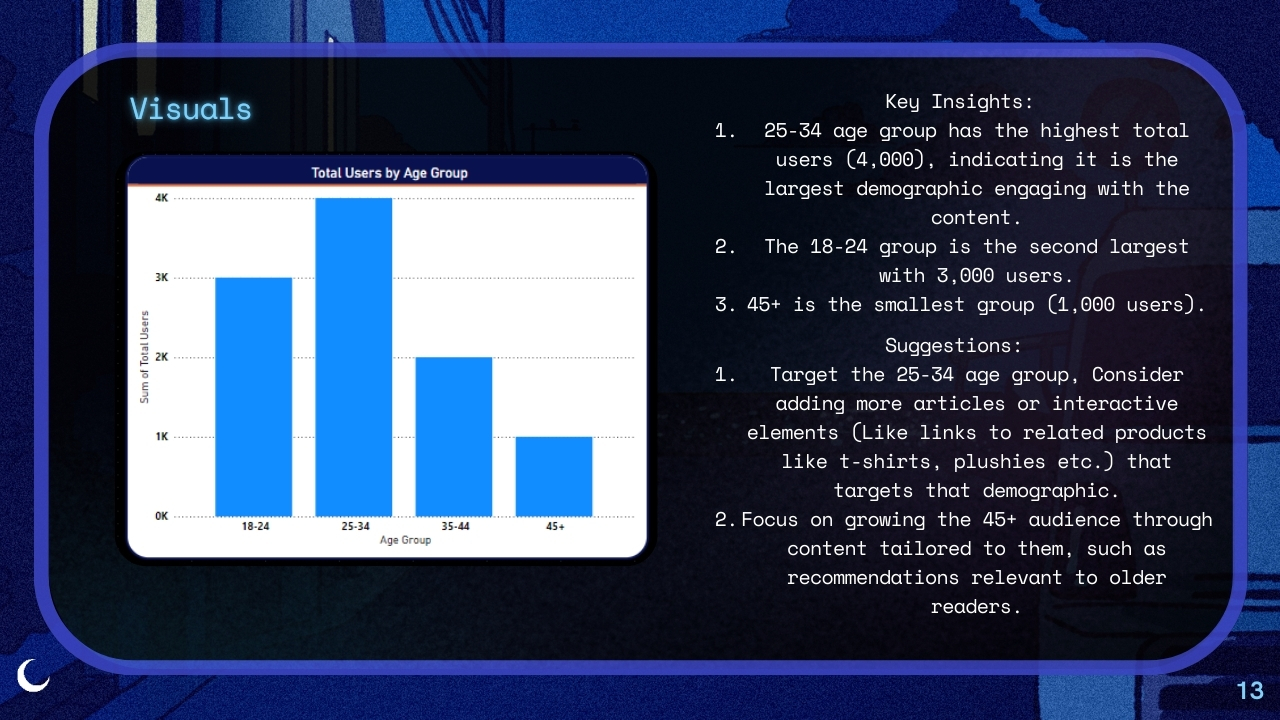 Visuals
Total Users by Age Group
4K
3K
2K
1K
0K
Sum of Total Users
18-24
25-34
35-44
45+
Age Group
Key Insights:
1. 25-34 age group has the highest total
users (4,000), indicating it is the
largest demographic engaging with the
content.
2. The 18-24 group is the second largest
with 3,000 users.
3. 45+ is the smallest group (1,000 users).
Suggestions:
1. Target the 25-34 age group, Consider
adding more articles or interactive
elements (Like links to related products
like t-shirts, plushies etc.) that
targets that demographic.
2. Focus on growing the 45+ audience through
content tailored to them, such as
recommendations relevant to older
readers.
13